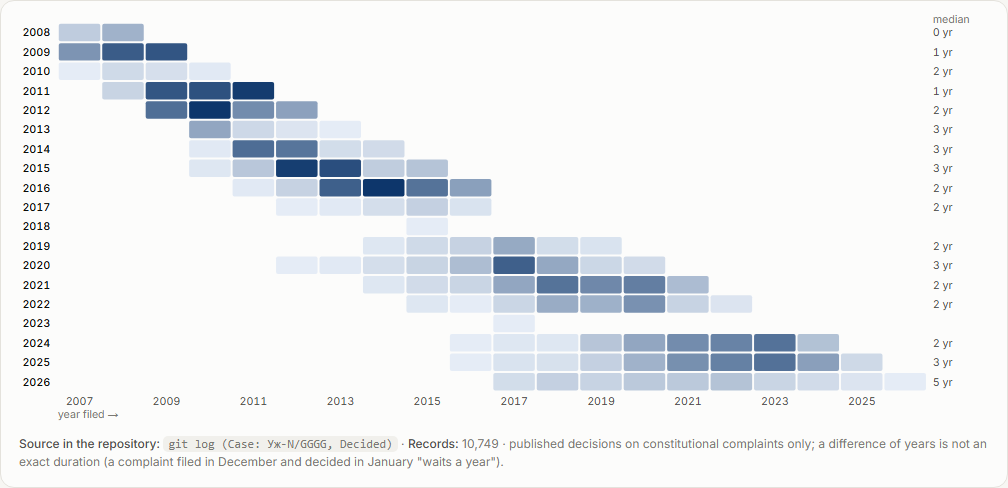 median
2008 0 yr
2009 1 yr
2010 2 yr
2011 1 yr
2012 2 yr
2013 3 yr
2014 3 yr
2015 3 yr
2016 2 yr
2017 2 yr
2018
2019 2 yr
2020 3 yr
2021 2 yr
2022 2 yr
2023
2024 2 yr
2025 3 yr
2026 5 yr
2007 2009 2011 2013 2015 2017 2019 2021 2023 2025
year filed →
Source in the repository: git log (Case: Уж-N/GGGG, Decided) · Records: 10,749 · published decisions on constitutional complaints only; a difference of years is not an
exact duration (a complaint filed in December and decided in January "waits a year").